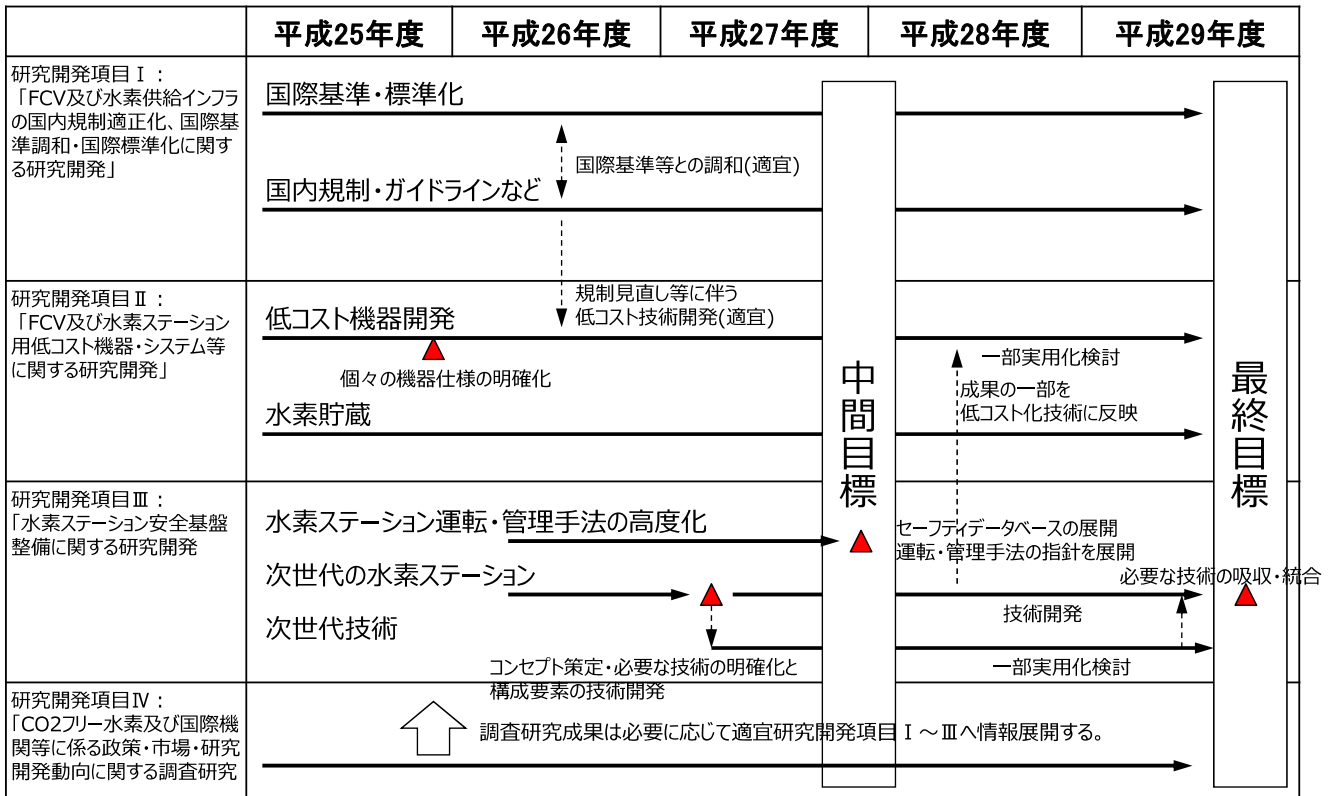 平成25年度
平成26年度
平成27年度
平成28年度
平成29年度
研究開発項目Ⅰ：
「FCV及び水素供給インフラ
の国内規制適正化、国際基
準調和・国際標準化に関す
る研究開発」
国際基準・標準化
国際基準等との調和(適宜)
国内規制・ガイドラインなど
研究開発項目Ⅱ：
「FCV及び水素ステーション
用低コスト機器・システム等
に関する研究開発」
規制見直し等に伴う
低コスト技術開発(適宜)
低コスト機器開発
個々の機器仕様の明確化
一部実用化検討
成果の一部を
低コスト化技術に反映
水素貯蔵
中間目標
最終目標
研究開発項目Ⅲ：
「水素ステーション安全基盤
整備に関する研究開発
水素ステーション運転・管理手法の高度化
セーフティデータベースの展開
運転・管理手法の指針を展開
次世代の水素ステーション
必要な技術の吸収・統合
技術開発
次世代技術
コンセプト策定・必要な技術の明確化と
構成要素の技術開発
一部実用化検討
研究開発項目Ⅳ：
「CO2フリー水素及び国際機
関等に係る政策・市場・研究
開発動向に関する調査研究
調査研究成果は必要に応じて適宜研究開発項目Ⅰ～Ⅲへ情報展開する。